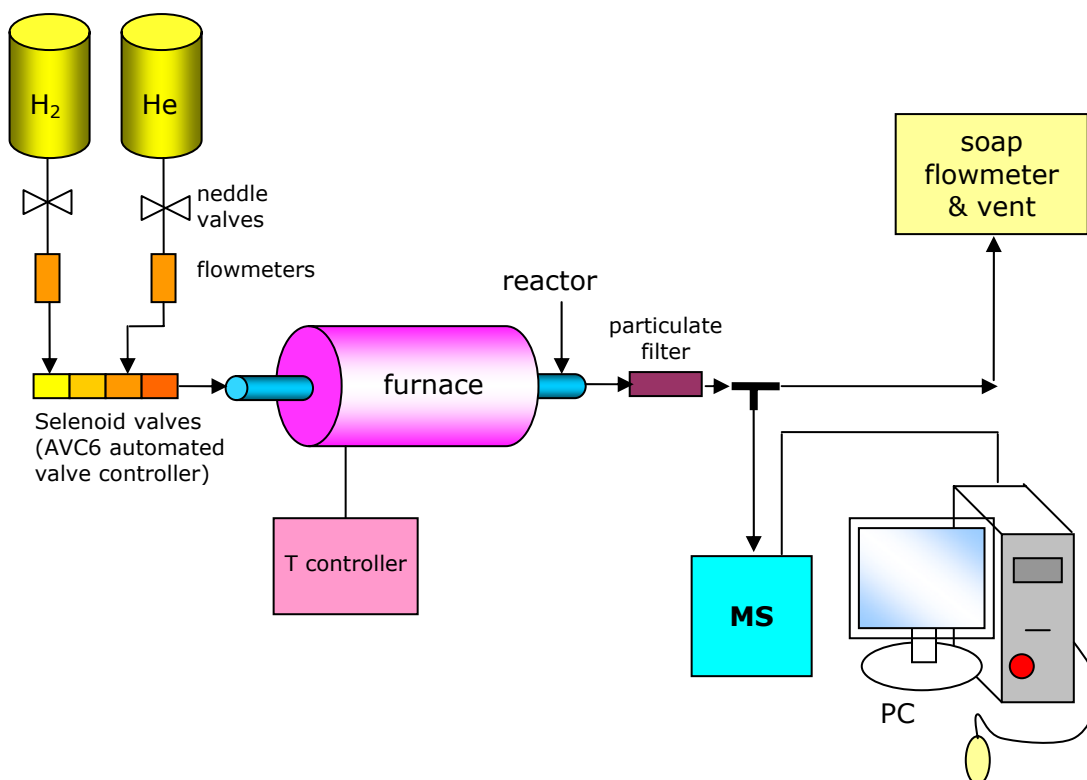 H₂
He
neddle
valves
flowmeters
Selenoid valves
(AVC6 automated
valve controller)
furnace
reactor
T controller
particulate
filter
soap
flowmeter
& vent
MS
PC